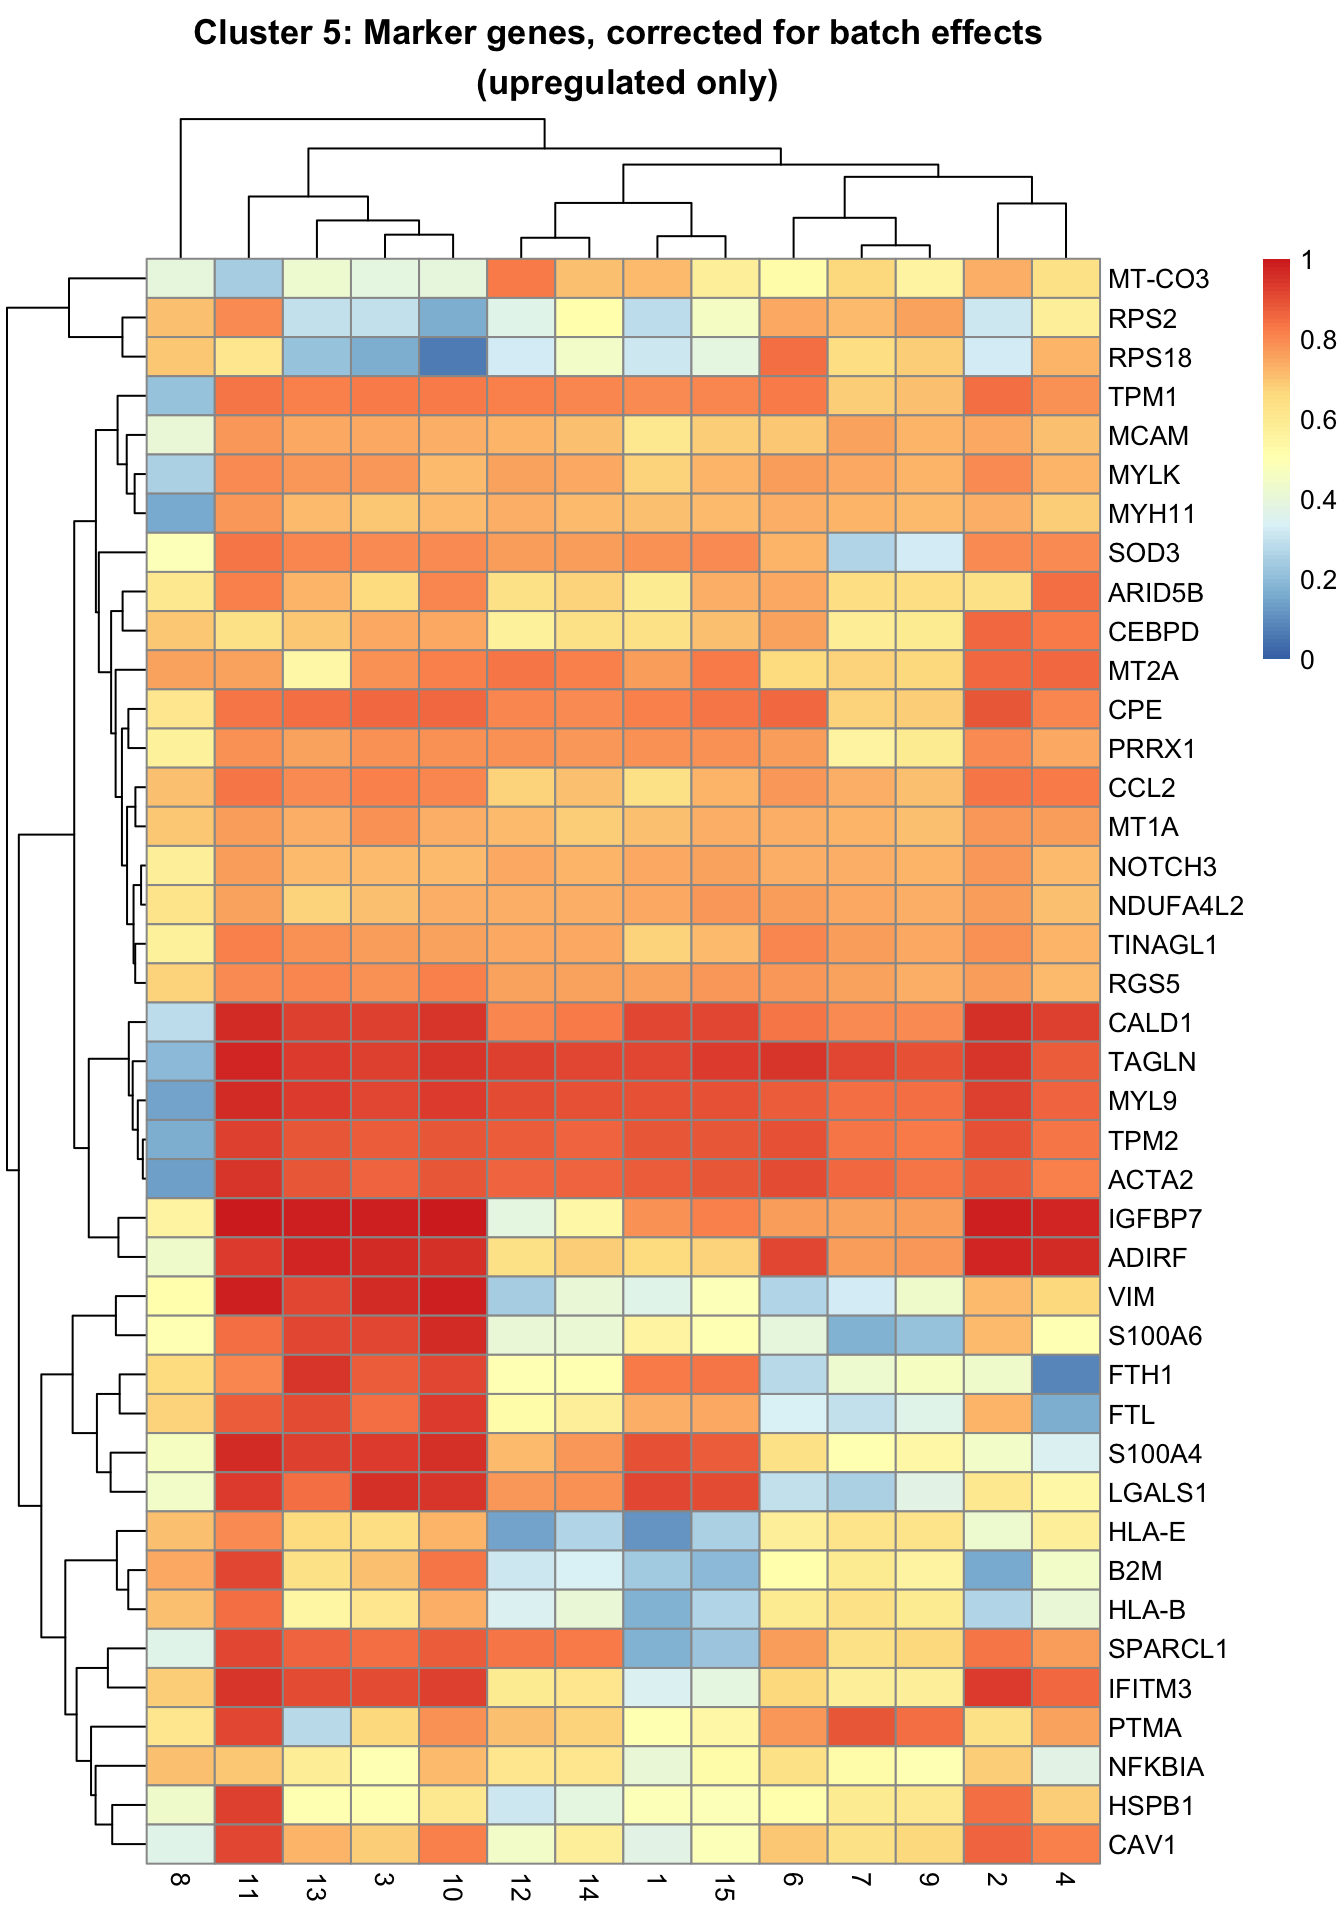 Cluster 5: Marker genes, corrected for batch effects
(upregulated only)
1
0.8
0.6
0.4
0.2
0
MT-CO3
RPS2
RPS18
TPM1
MCAM
MYLK
MYH11
SOD3
ARID5B
CEBPD
MT2A
CPE
PRRX1
CCL2
MT1A
NOTCH3
NDUFA4L2
TINAGL1
RGS5
CALD1
TAGLN
MYL9
TPM2
ACTA2
IGFBP7
ADIRF
VIM
S100A6
FTH1
FTL
S100A4
LGALS1
HLA-E
B2M
HLA-B
SPARCL1
IFITM3
PTMA
NFKBIA
HSPB1
CAV1
8 11 13 3 10 12 14 1 15 6 7 9 2 4